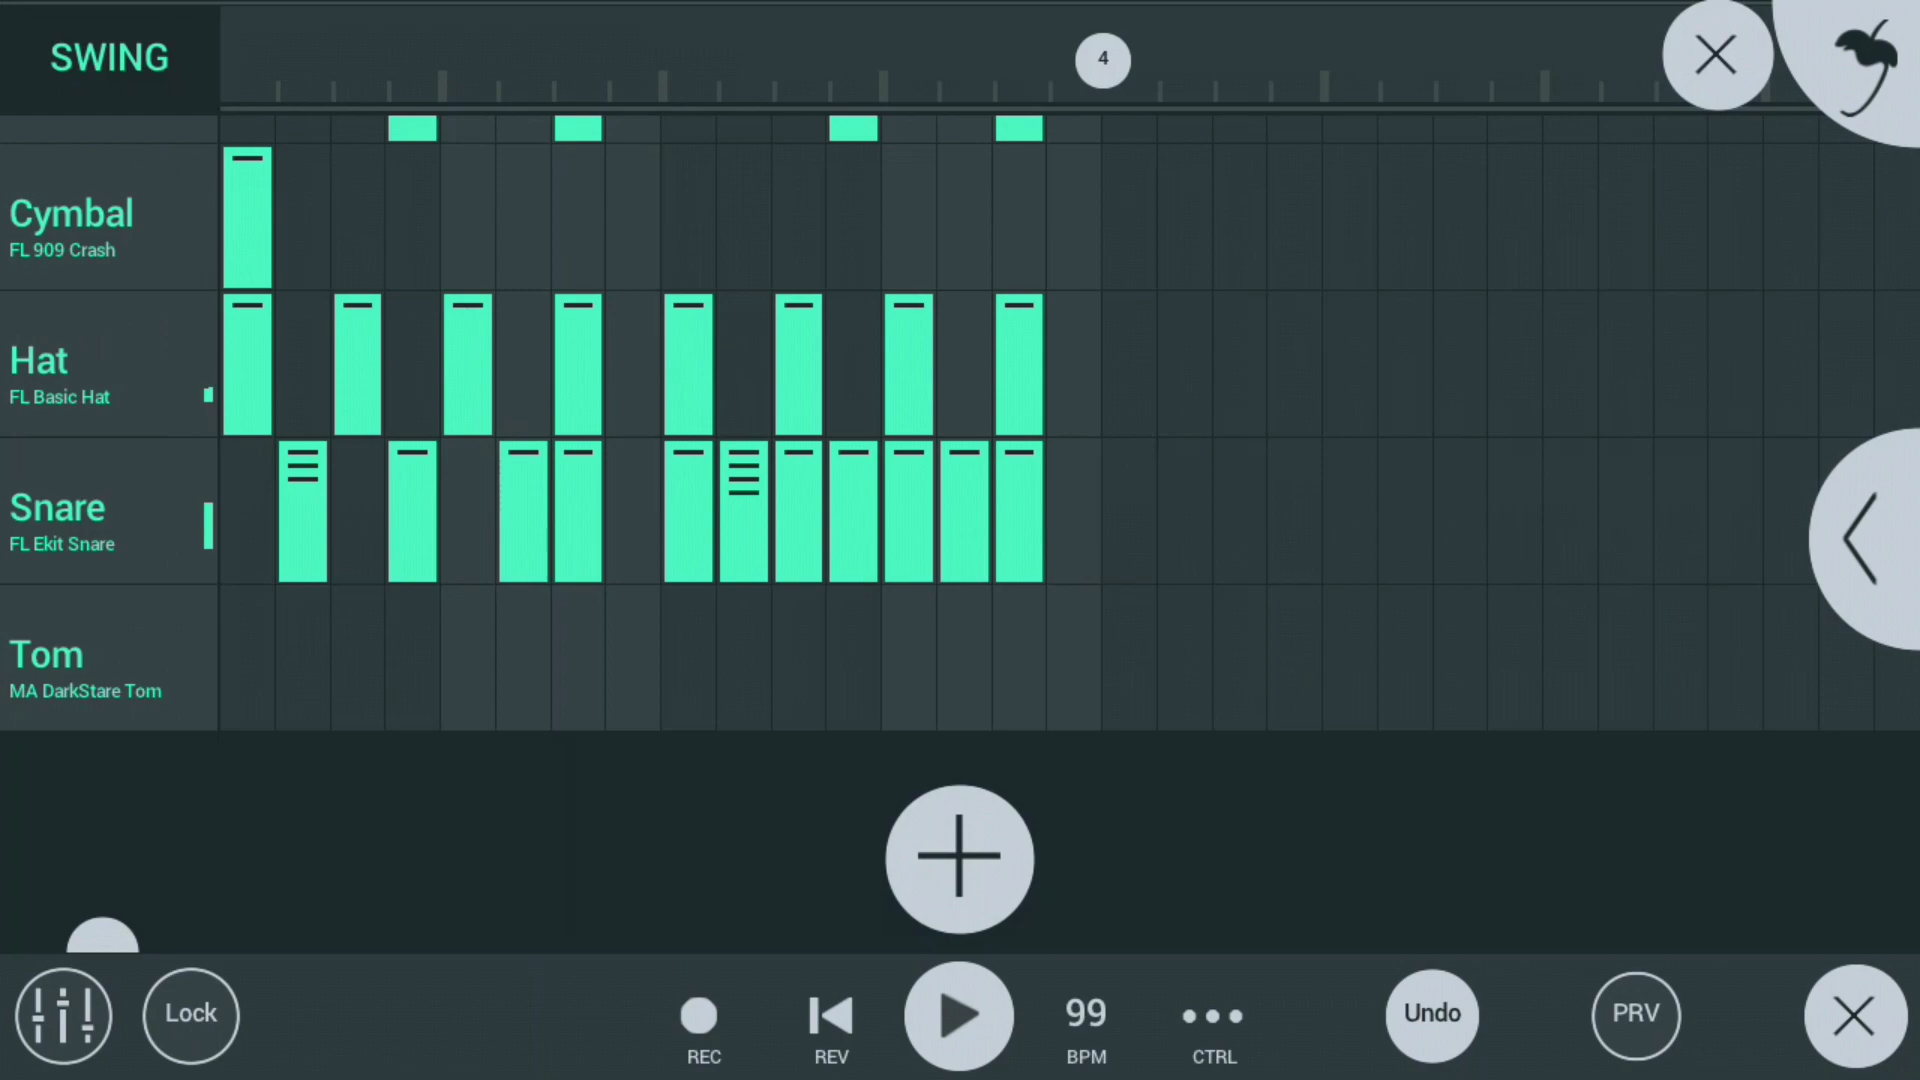 SWING
4
Cymbal
FL 909 Crash
Hat
FL Basic Hat
Snare
FL Ekit Snare
Tom
MA DarkStare Tom
Lock
REC
REV
99
BPM
CTRL
Undo
PRV